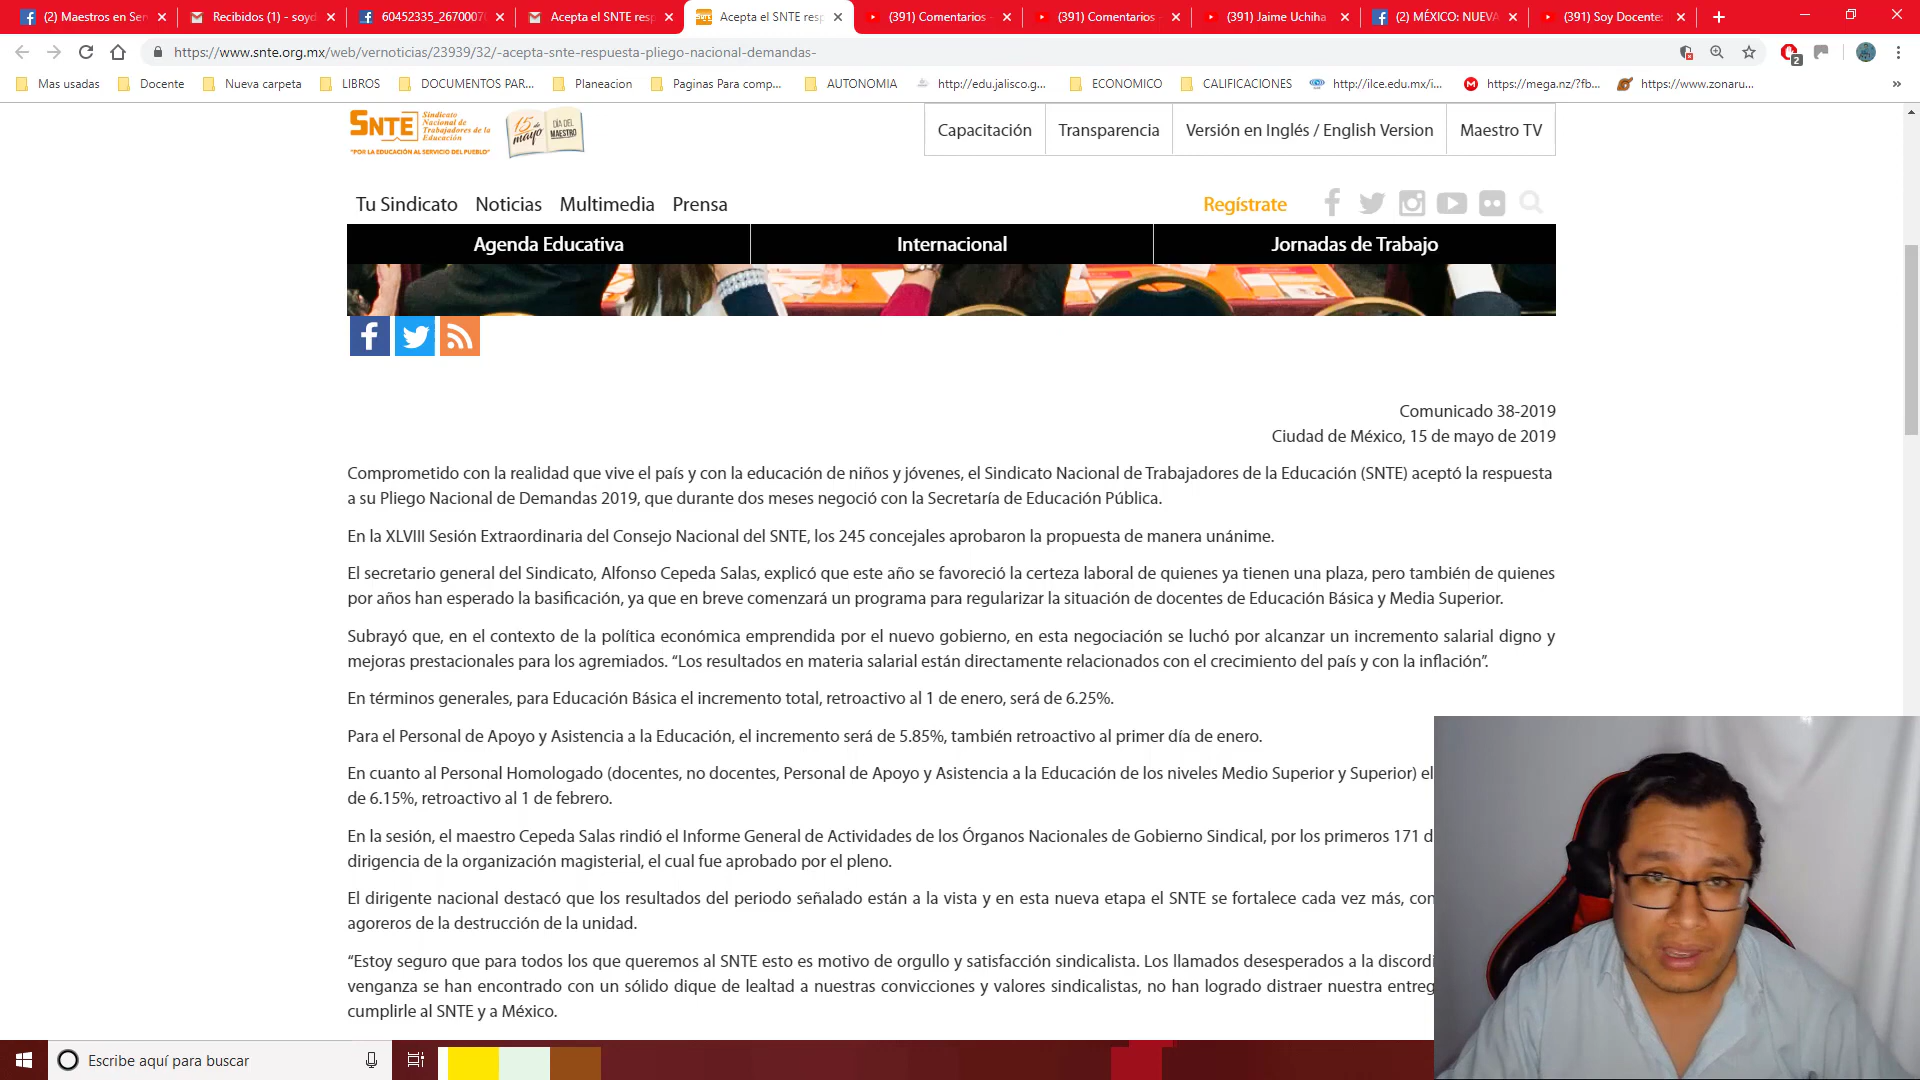 (2) Maestros en Ser
Recibidos (1) - soyd
60452335_26700070
Acepta el SNTE resp
Acepta el SNTE resp
(391) Comentarios
(391) Comentarios
(391) Jaime Uchiha
(2) MÉXICO: NUEVA
(391) Soy Docente:
https://www.snte.org.mx/web/vernoticias/23939/32/-acepta-snte-respuesta-pliego-nacional-demandas-
2
Mas usadas
Docente
Nueva carpeta
LIBROS
DOCUMENTOS PAR...
Planeacion
Paginas Para comp...
AUTONOMIA
http://edu.jalisco.g...
ECONOMICO
CALIFICACIONES
http://ilce.edu.mx/i...
https://mega.nz/?fb...
https://www.zonaru...
SNTE Sindicato
Nacional de
Trabajadores de la
Educación
"POR LA EDUCACIÓN AL SERVICIO DEL PUEBLO"
15 de mayo DÍA DEL MAESTRO
Capacitación
Transparencia
Versión en Inglés / English Version
Maestro TV
Tu Sindicato Noticias Multimedia Prensa
Regístrate
Agenda Educativa
Internacional
Jornadas de Trabajo
Comunicado 38-2019
Ciudad de México, 15 de mayo de 2019
Comprometido con la realidad que vive el país y con la educación de niños y jóvenes, el Sindicato Nacional de Trabajadores de la Educación (SNTE) aceptó la respuesta
a su Pliego Nacional de Demandas 2019, que durante dos meses negoció con la Secretaría de Educación Pública.
En la XLVIII Sesión Extraordinaria del Consejo Nacional del SNTE, los 245 concejales aprobaron la propuesta de manera unánime.
El secretario general del Sindicato, Alfonso Cepeda Salas, explicó que este año se favoreció la certeza laboral de quienes ya tienen una plaza, pero también de quienes
por años han esperado la basificación, ya que en breve comenzará un programa para regularizar la situación de docentes de Educación Básica y Media Superior.
Subrayó que, en el contexto de la política económica emprendida por el nuevo gobierno, en esta negociación se luchó por alcanzar un incremento salarial digno y
mejoras prestacionales para los agremiados. “Los resultados en materia salarial están directamente relacionados con el crecimiento del país y con la inflación”.
En términos generales, para Educación Básica el incremento total, retroactivo al 1 de enero, será de 6.25%.
Para el Personal de Apoyo y Asistencia a la Educación, el incremento será de 5.85%, también retroactivo al primer día de enero.
En cuanto al Personal Homologado (docentes, no docentes, Personal de Apoyo y Asistencia a la Educación de los niveles Medio Superior y Superior) el
de 6.15%, retroactivo al 1 de febrero.
En la sesión, el maestro Cepeda Salas rindió el Informe General de Actividades de los Órganos Nacionales de Gobierno Sindical, por los primeros 171 d
dirigencia de la organización magisterial, el cual fue aprobado por el pleno.
El dirigente nacional destacó que los resultados del periodo señalado están a la vista y en esta nueva etapa el SNTE se fortalece cada vez más, con
agoreros de la destrucción de la unidad.
“Estoy seguro que para todos los que queremos al SNTE esto es motivo de orgullo y satisfacción sindicalista. Los llamados desesperados a la discordi
venganza se han encontrado con un sólido dique de lealtad a nuestras convicciones y valores sindicalistas, no han logrado distraer nuestra entreg
cumplirle al SNTE y a México.
Escribe aquí para buscar